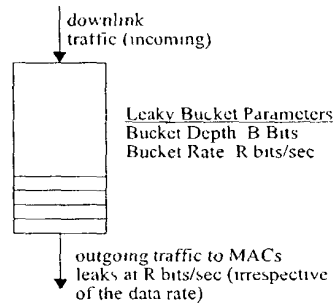 downlink
traffic (incoming)
Leaky Bucket Parameters
Bucket Depth B Bits
Bucket Rate R bits/sec
outgoing traffic to MACs
leaks at R bits/sec (irrespective
of the data rate)